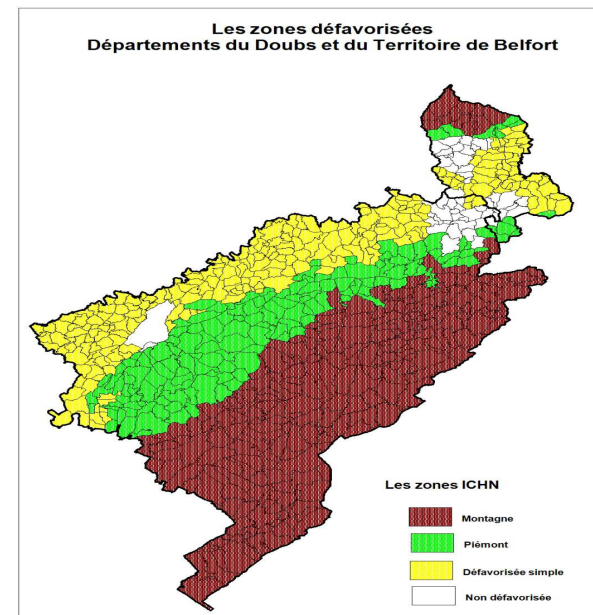 Les zones défavorisées
Départements du Doubs et du Territoire de Belfort
Les zones ICHN
Montagne
Piémont
Défavorisée simple
Non défavorisée